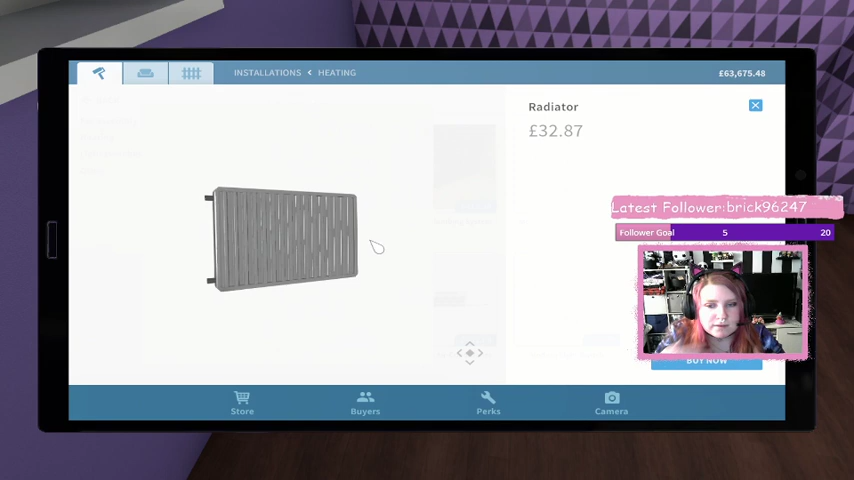 INSTALLATIONS < HEATING
£63,675.48
Radiator
£32.87
Latest Follower:brick96247
Follower Goal 5 20
BUY NOW
Store Buyers Perks Camera